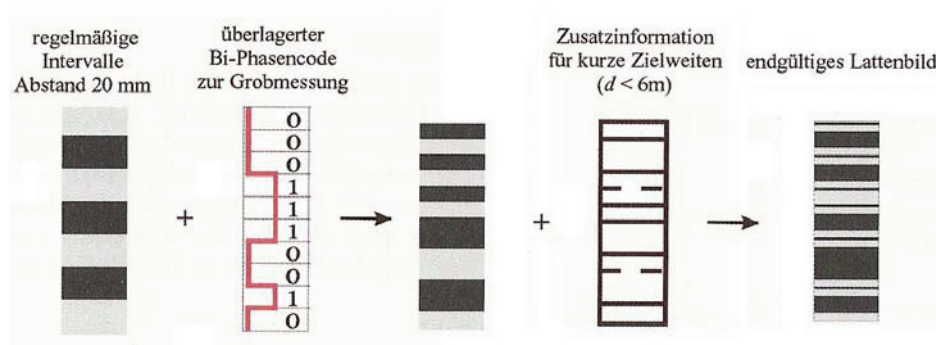 regelmäßige
Intervalle
Abstand 20 mm
überlagerter
Bi-Phasencode
zur Grobmessung
0
0
0
1
1
1
0
0
1
0
+
+
Zusatzinformation
für kurze Zielweiten
(d < 6m)
endgültiges Lattenbild